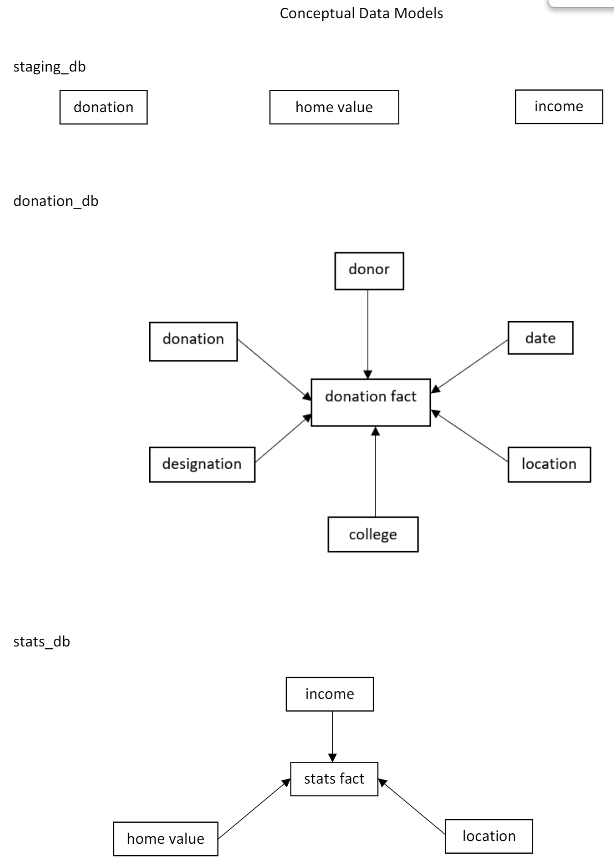 Conceptual Data Models
staging_db
donation
home value
income
donation_db
donor
donation
date
donation fact
designation
location
college
stats_db
income
stats fact
home value
location